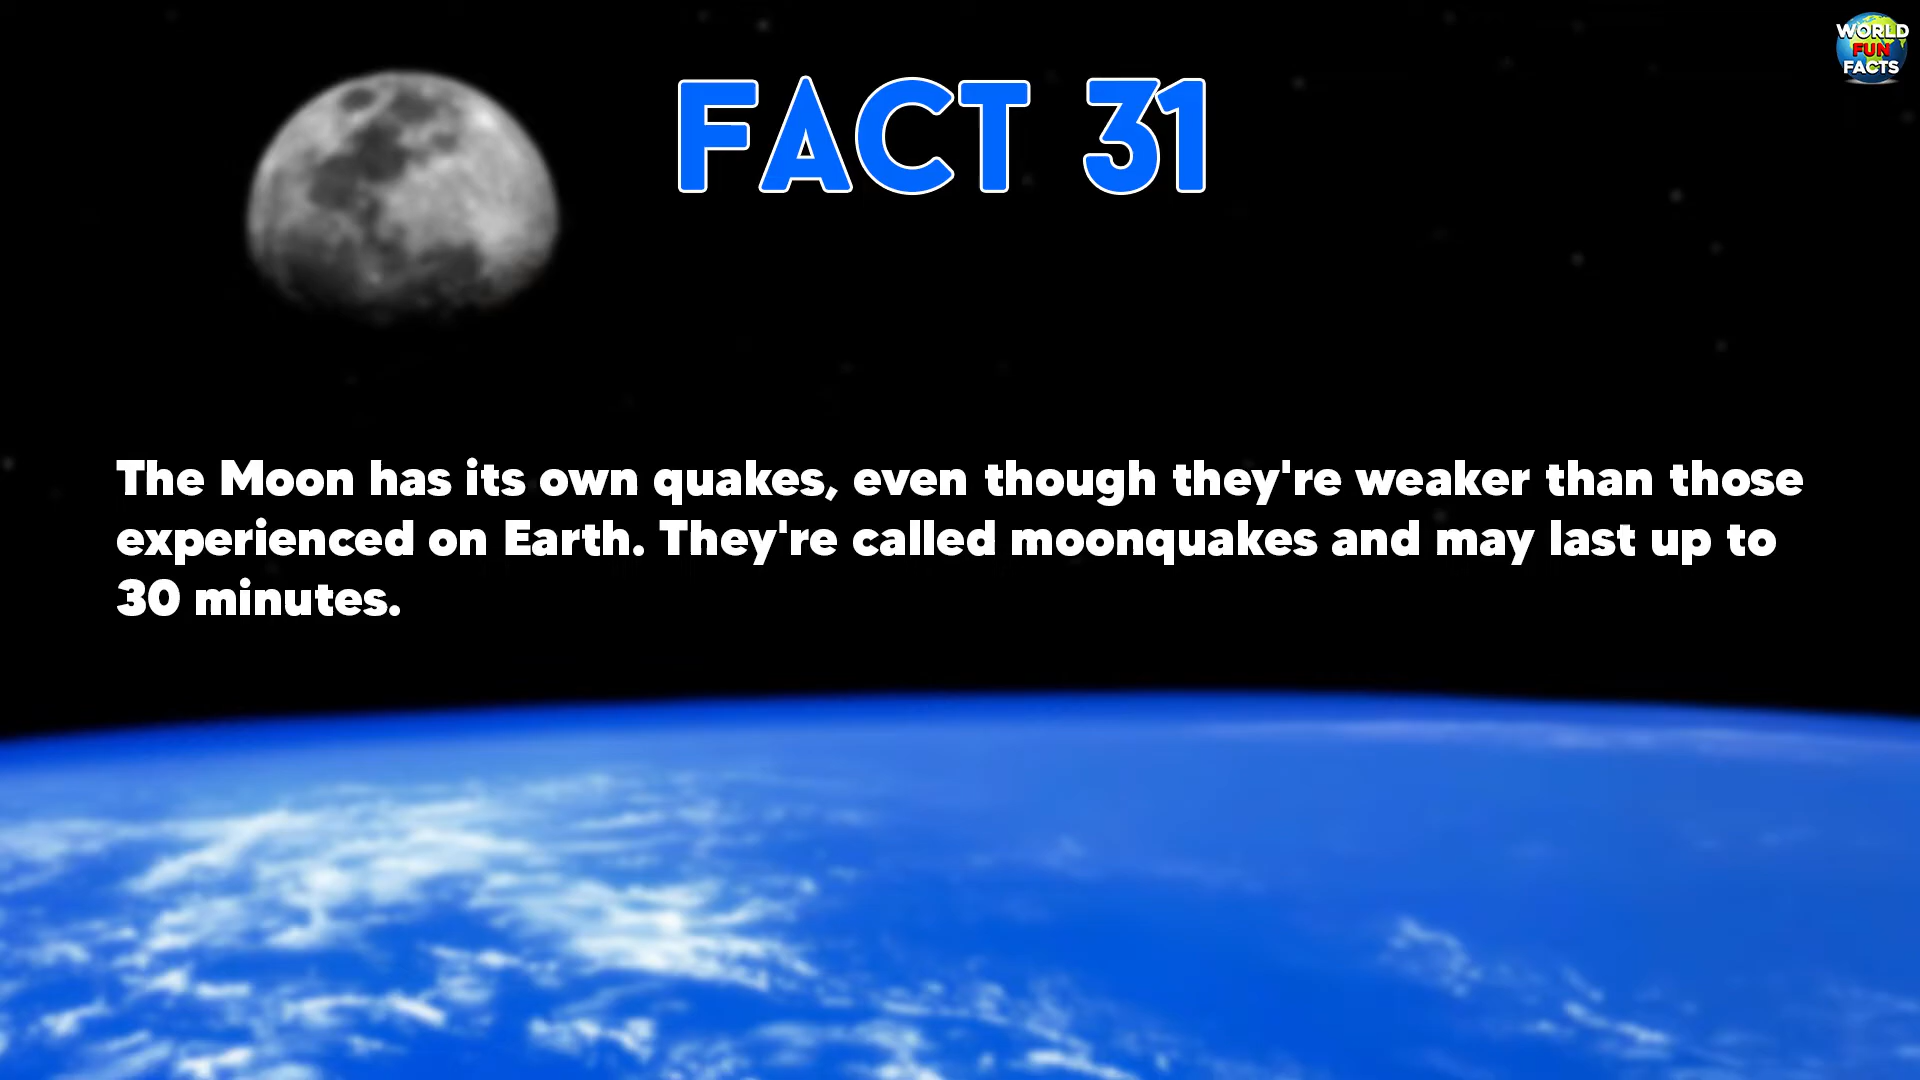 WORLD
FUN
FACTS
FACT 31
The Moon has its own quakes, even though they're weaker than those
experienced on Earth. They're called moonquakes and may last up to
30 minutes.